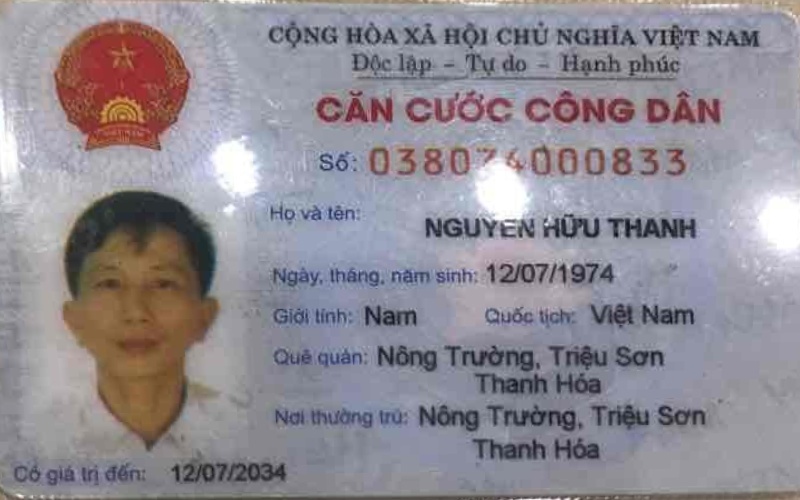 CỘNG HÒA XÃ HỘI CHỦ NGHĨA VIỆT NAM
Độc lập – Tự do – Hạnh phúc
CĂN CƯỚC CÔNG DÂN
Số: 038074000833
Họ và tên:
NGUYỄN HỮU THANH
Ngày, tháng, năm sinh: 12/07/1974
Giới tính: Nam Quốc tịch: Việt Nam
Quê quán: Nông Trường, Triệu Sơn
Thanh Hóa
Nơi thường trú: Nông Trường, Triệu Sơn
Thanh Hóa
Có giá trị đến: 12/07/2034